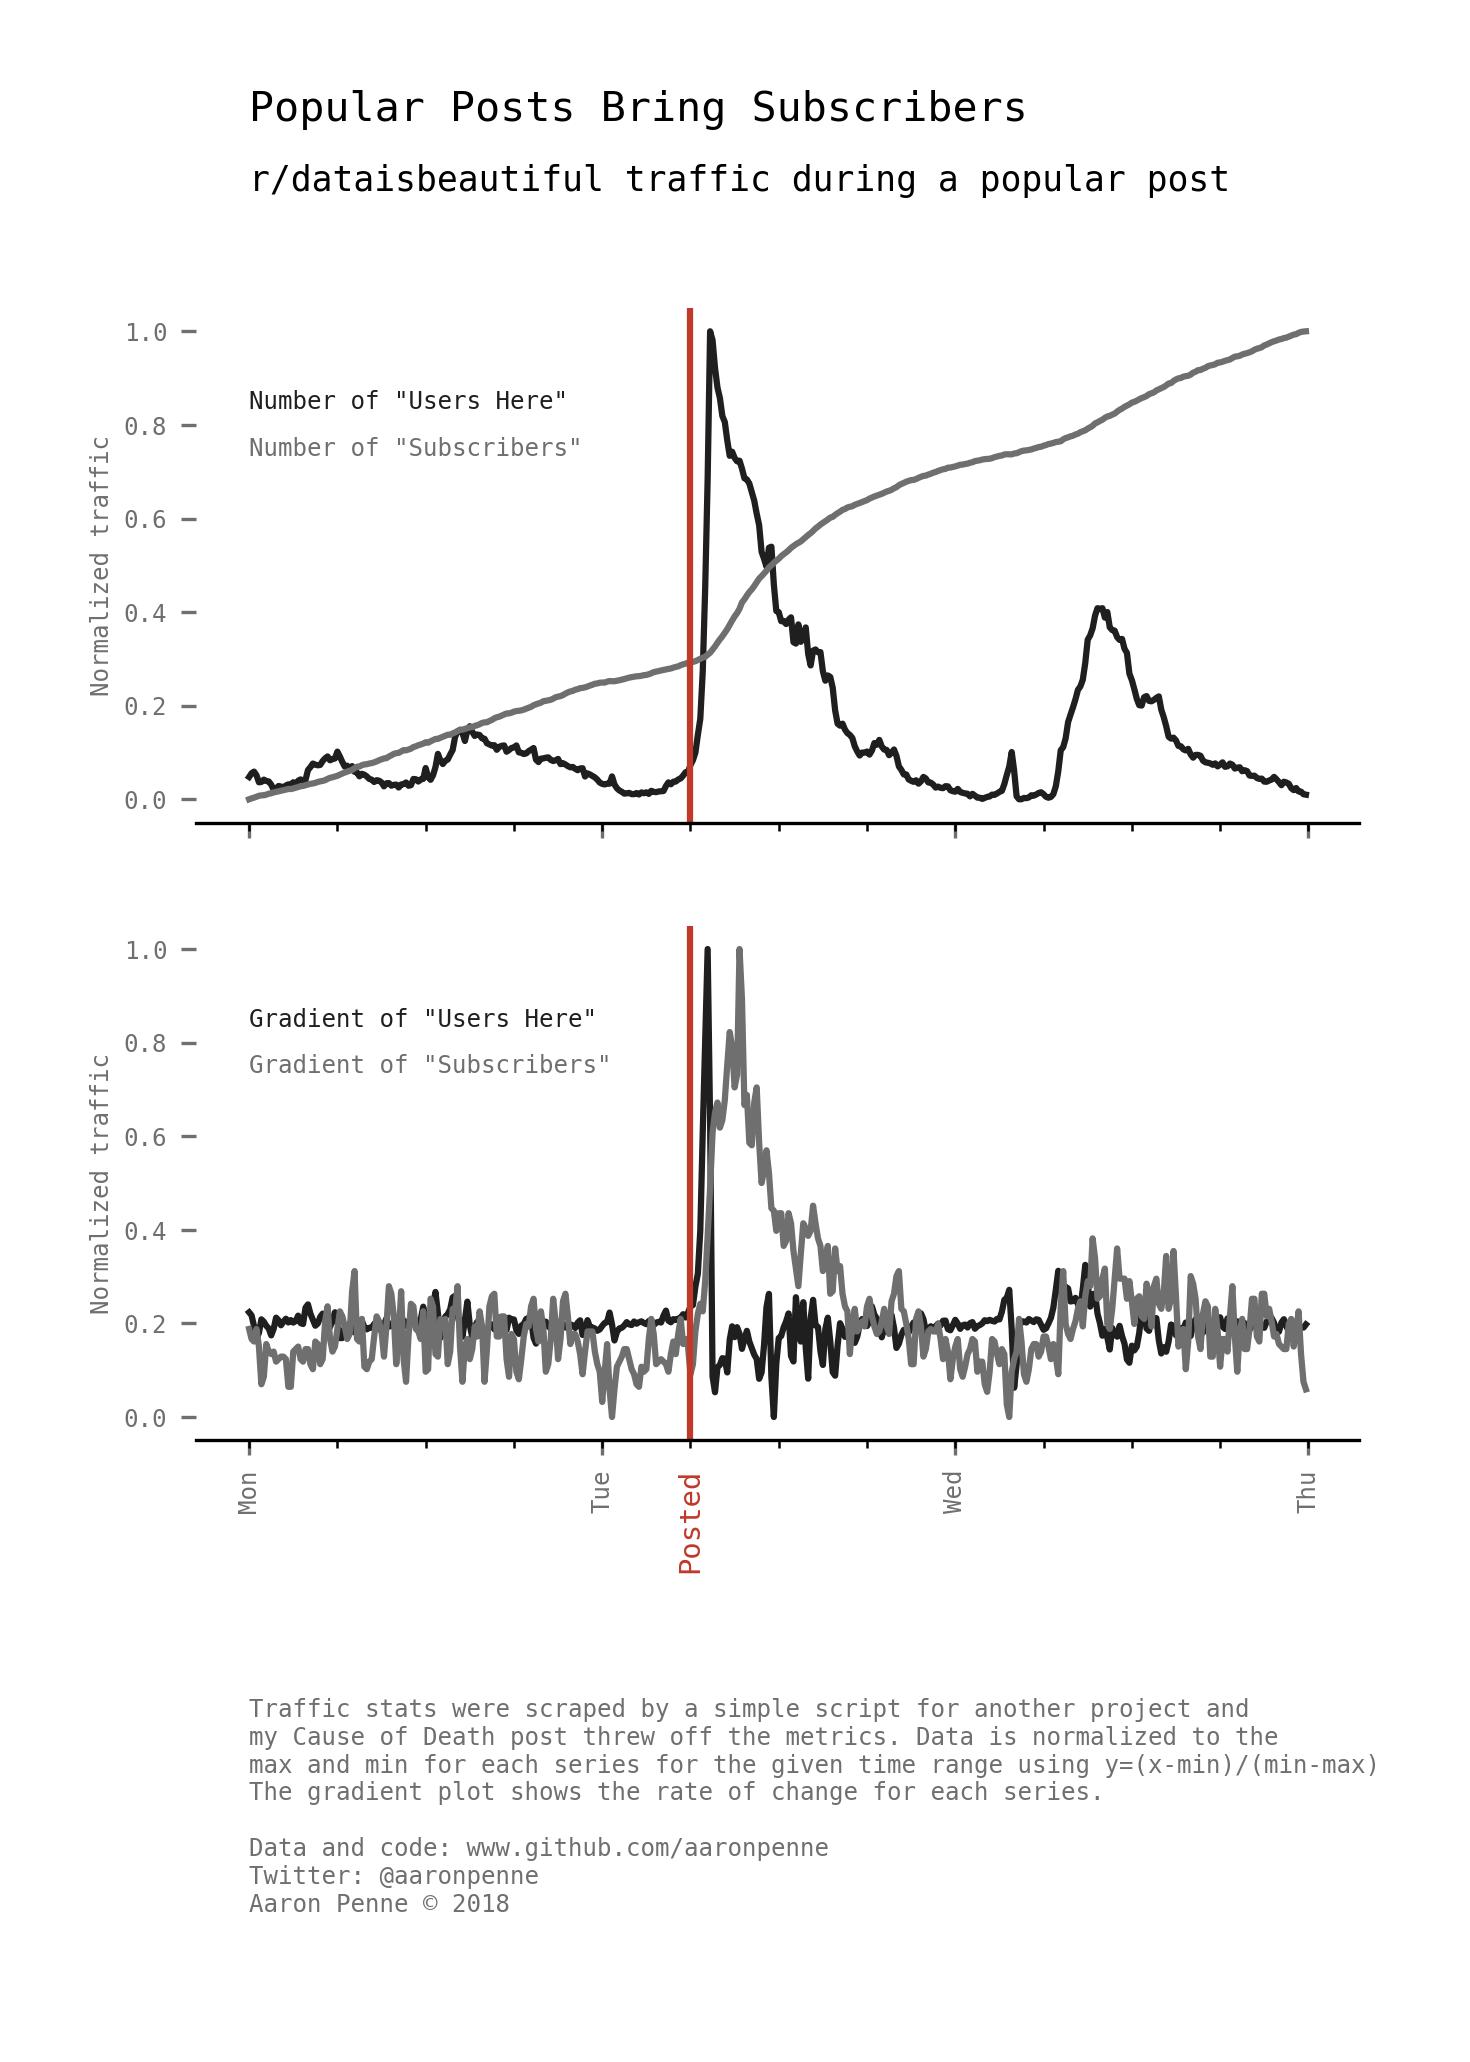 Popular Posts Bring Subscribers
r/dataisbeautiful traffic during a popular post
Normalized traffic
1.0
0.8
0.6
0.4
0.2
0.0
Number of "Users Here"
Number of "Subscribers"
Normalized traffic
1.0
0.8
0.6
0.4
0.2
0.0
Gradient of "Users Here"
Gradient of "Subscribers"
Mon
Tue
Posted
Wed
Thu
Traffic stats were scraped by a simple script for another project and
my Cause of Death post threw off the metrics. Data is normalized to the
max and min for each series for the given time range using y=(x-min)/(min-max)
The gradient plot shows the rate of change for each series.
Data and code: www.github.com/aaronpenne
Twitter: @aaronpenne
Aaron Penne © 2018